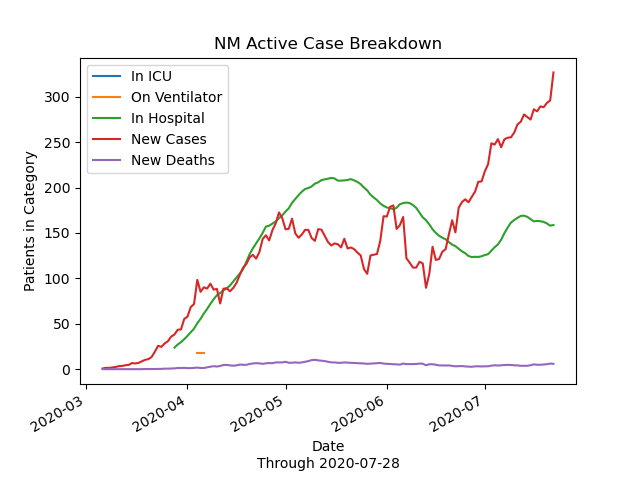 NM Active Case Breakdown
In ICU
On Ventilator
In Hospital
New Cases
New Deaths
Patients in Category
300
250
200
150
100
50
0
2020-03
2020-04
2020-05
2020-06
2020-07
Date
Through 2020-07-28